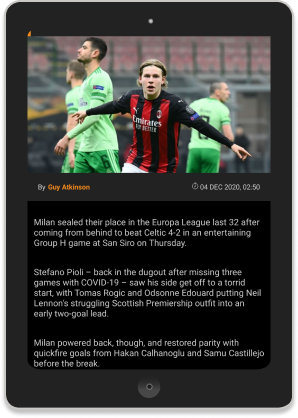 Fly
Emirates
By Guy Atkinson
04 DEC 2020, 02:50
Milan sealed their place in the Europa League last 32 after
coming from behind to beat Celtic 4-2 in an entertaining
Group H game at San Siro on Thursday.
Stefano Pioli – back in the dugout after missing three
games with COVID-19 – saw his side get off to a torrid
start, with Tomas Rogic and Odsonne Edouard putting Neil
Lennon's struggling Scottish Premiership outfit into an
early two-goal lead.
Milan powered back, though, and restored parity with
quickfire goals from Hakan Calhanoglu and Samu Castillejo
before the break.